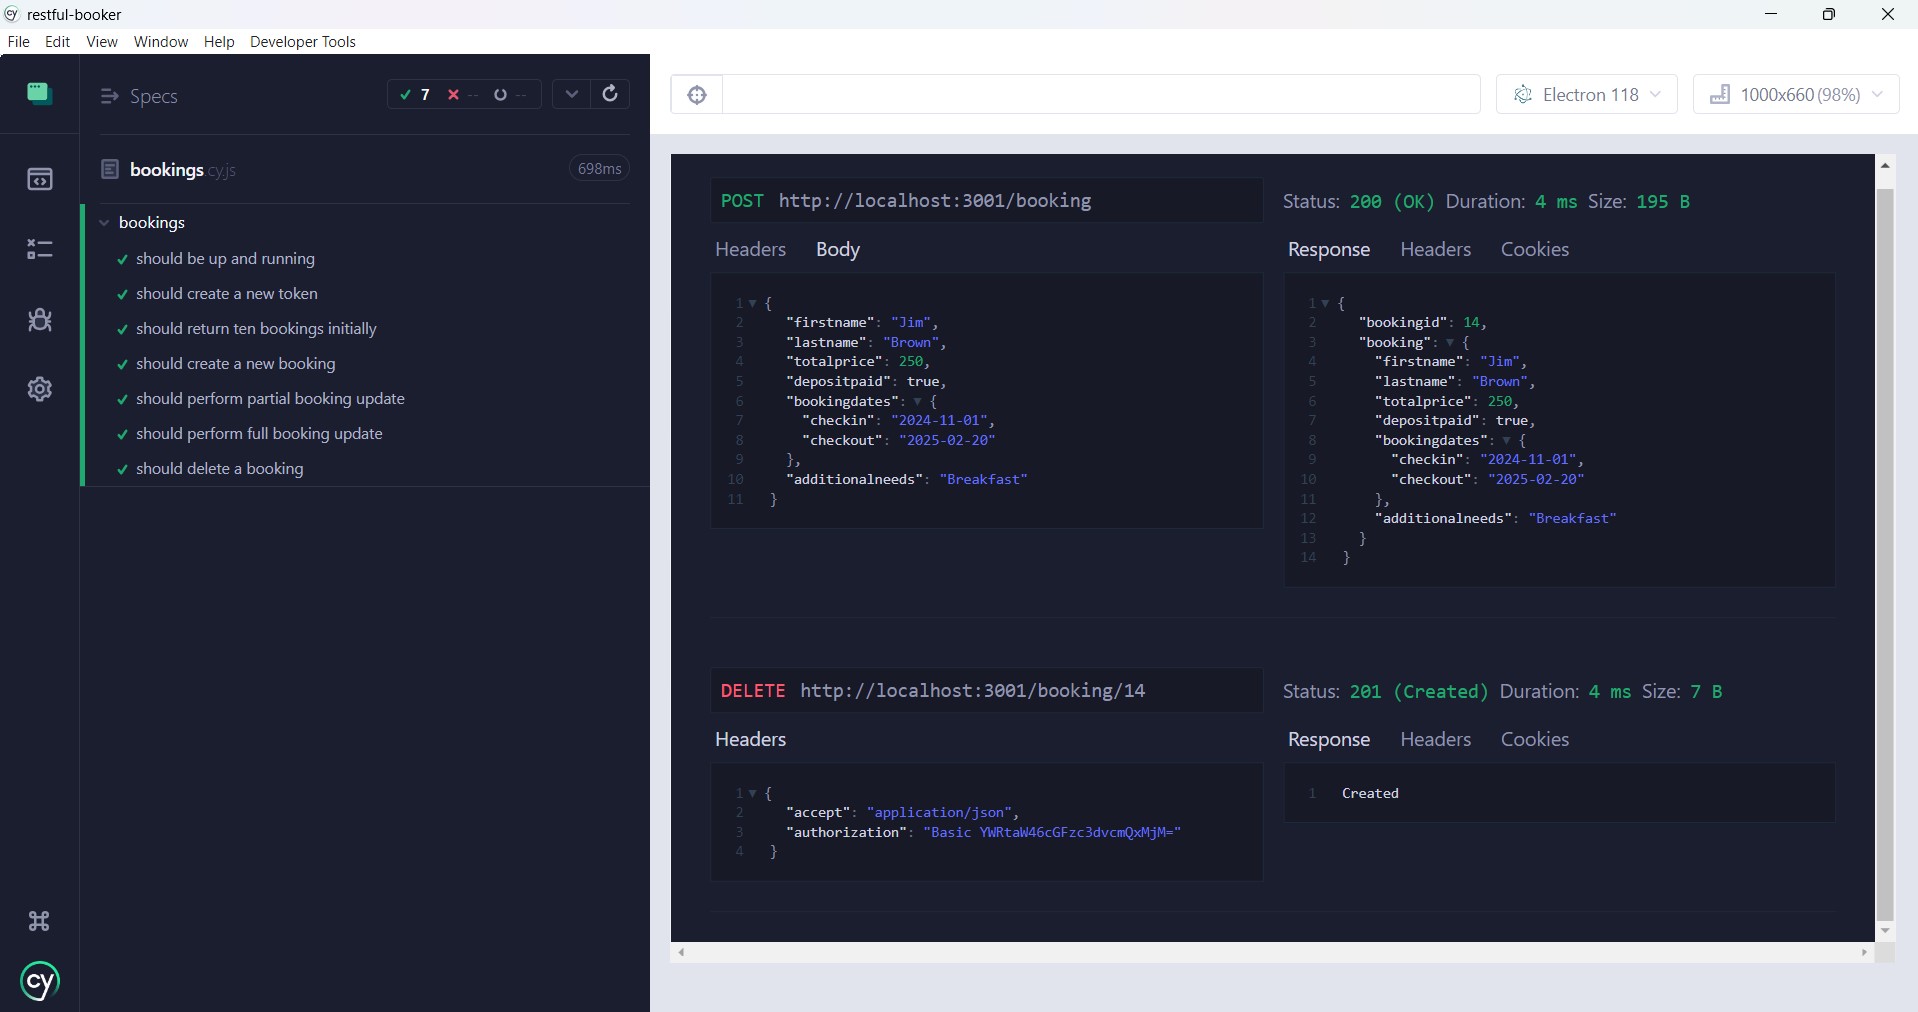 restful-booker
File Edit View Window Help Developer Tools
Specs
7 -- --
bookings.cy.js
698ms
bookings
should be up and running
should create a new token
should return ten bookings initially
should create a new booking
should perform partial booking update
should perform full booking update
should delete a booking
cy
Electron 118
1000x660 (98%)
POST http://localhost:3001/booking
Headers Body
1 {
2 "firstname": "Jim",
3 "lastname": "Brown",
4 "totalprice": 250,
5 "depositpaid": true,
6 "bookingdates": {
7 "checkin": "2024-11-01",
8 "checkout": "2025-02-20"
9 },
10 "additionalneeds": "Breakfast"
11 }
Status: 200 (OK) Duration: 4 ms Size: 195 B
Response Headers Cookies
1 {
2 "bookingid": 14,
3 "booking": {
4 "firstname": "Jim",
5 "lastname": "Brown",
6 "totalprice": 250,
7 "depositpaid": true,
8 "bookingdates": {
9 "checkin": "2024-11-01",
10 "checkout": "2025-02-20"
11 },
12 "additionalneeds": "Breakfast"
13 }
14 }
DELETE http://localhost:3001/booking/14
Headers
1 {
2 "accept": "application/json",
3 "authorization": "Basic YWRtaW46cGFzc3dvcmQxMjM="
4 }
Status: 201 (Created) Duration: 4 ms Size: 7 B
Response Headers Cookies
1 Created